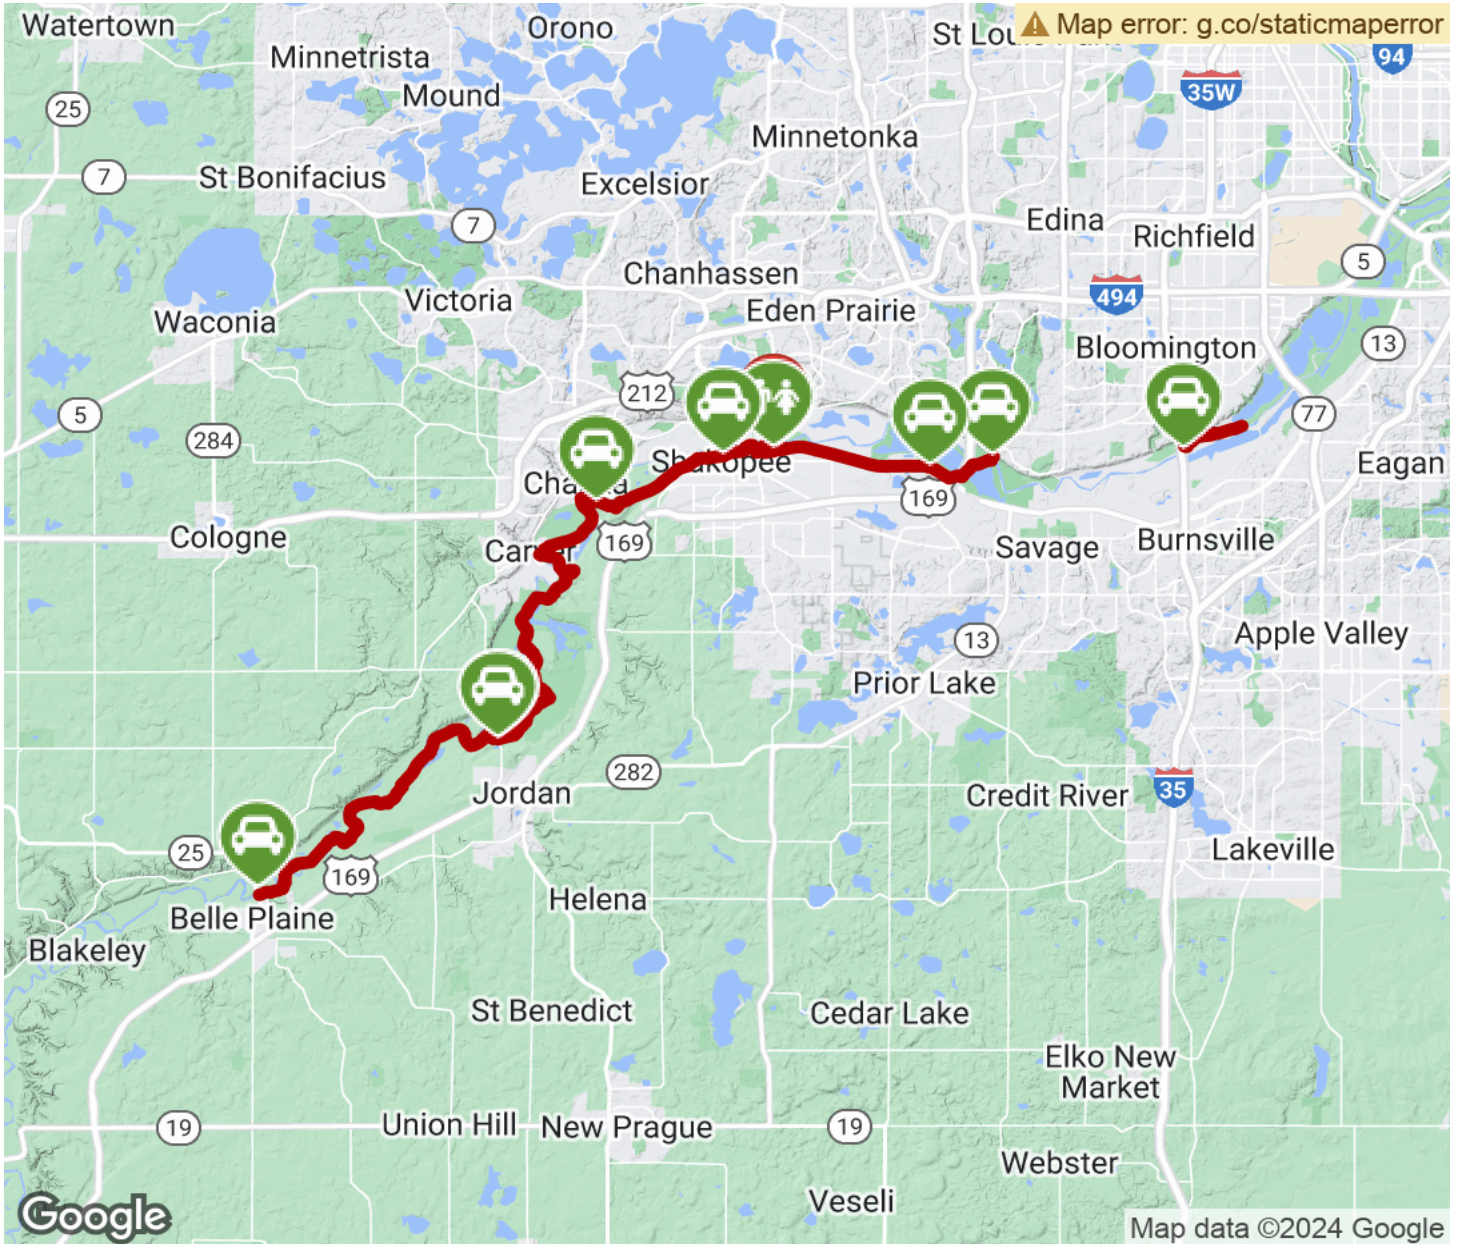 Watertown
Orono
Map error: g.co/staticmaperror
Minnetrista
94
Mound
35W
25
Minnetonka
7
St Bonifacius
Excelsior
7
Edina
Richfield
5
Chanhassen
494
Victoria
Eden Prairie
Waconia
Bloomington
13
212
5
77
284
Shakopee
Eagan
169
Cologne
169
Carver
Savage
Burnsville
13
Apple Valley
Prior Lake
282
Jordan
Credit River
35
25
Lakeville
169
Helena
Belle Plaine
Blakeley
St Benedict
Cedar Lake
Elko New
Market
19
Union Hill
New Prague
19
Webster
Veseli
Google
Map data ©2024 Google